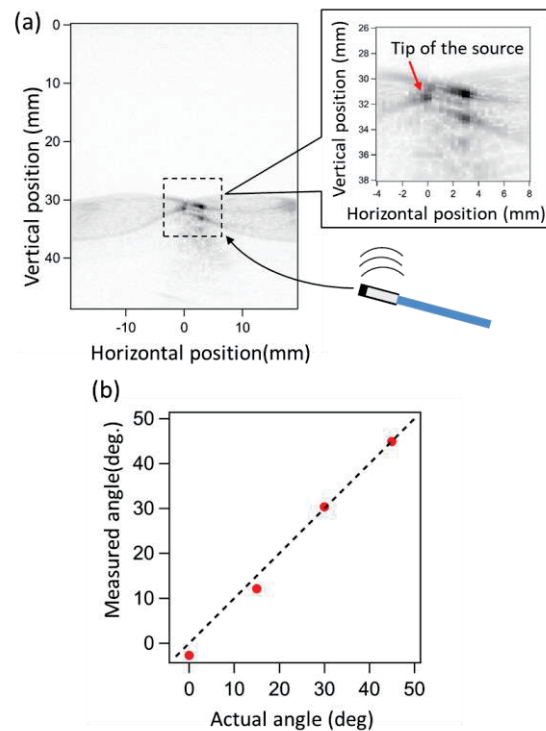 (a)
0
10
20
30
40
Vertical position (mm)
-10 0 10
Horizontal position(mm)
Tip of the source
26
28
30
32
34
36
38
Vertical position (mm)
-4 -2 0 2 4 6 8
Horizontal position (mm)
(b)
50
40
30
20
10
0
Measured angle(deg.)
0 10 20 30 40 50
Actual angle (deg)